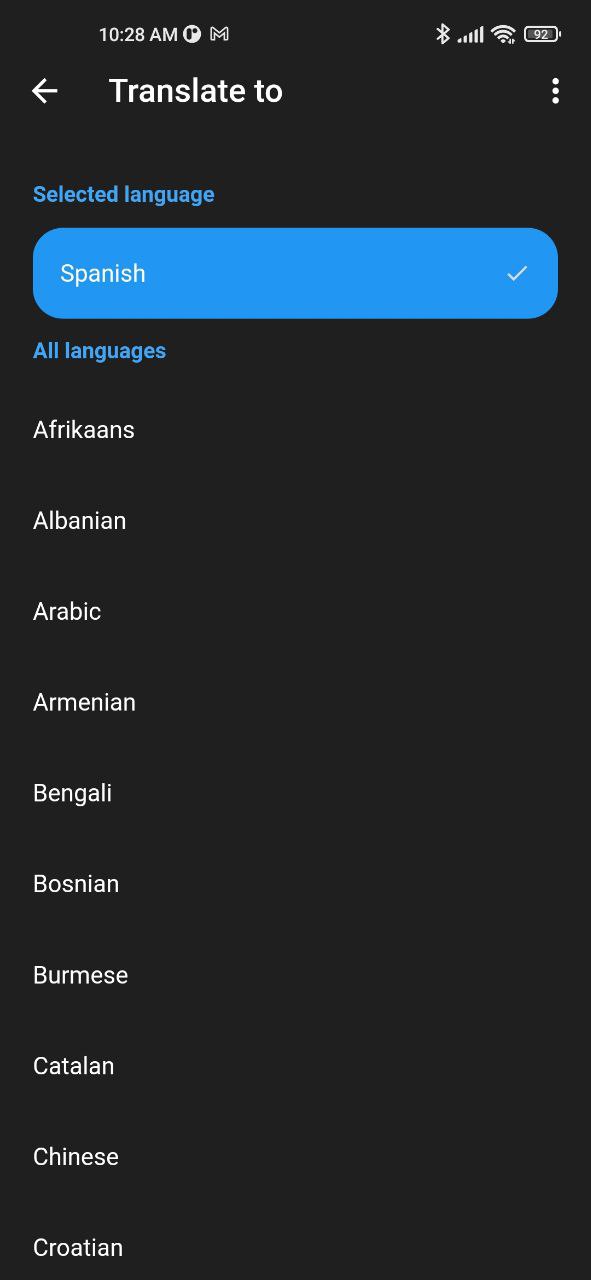 10:28 AM
92
Translate to
Selected language
Spanish
All languages
Afrikaans
Albanian
Arabic
Armenian
Bengali
Bosnian
Burmese
Catalan
Chinese
Croatian